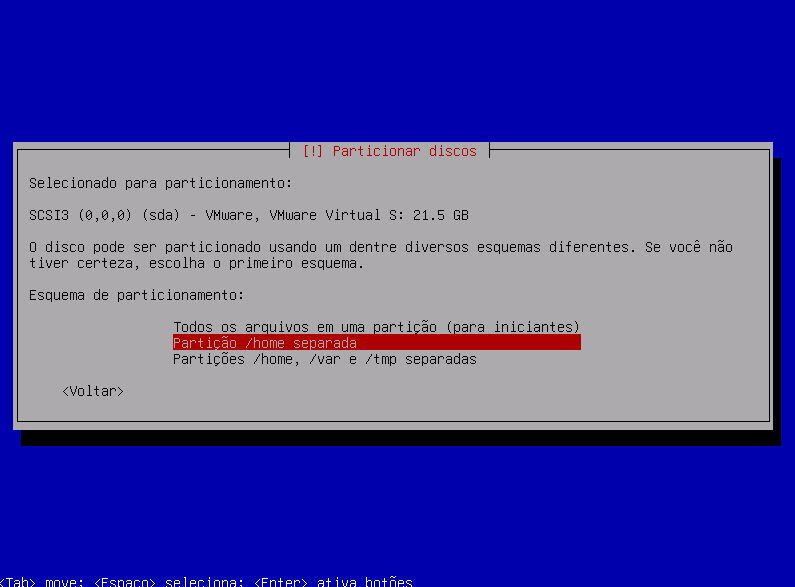 [!] Particionar discos
Selecionado para particionamento:
SCSI3 (0,0,0) (sda) - VMware, VMware Virtual S: 21.5 GB
O disco pode ser particionado usando um dentre diversos esquemas diferentes. Se você não
tiver certeza, escolha o primeiro esquema.
Esquema de particionamento:
Todos os arquivos em uma partição (para iniciantes)
Partição /home separada
Partições /home, /var e /tmp separadas
<Voltar>
<Tab> move; <Espaço> seleciona; <Enter> ativa botões